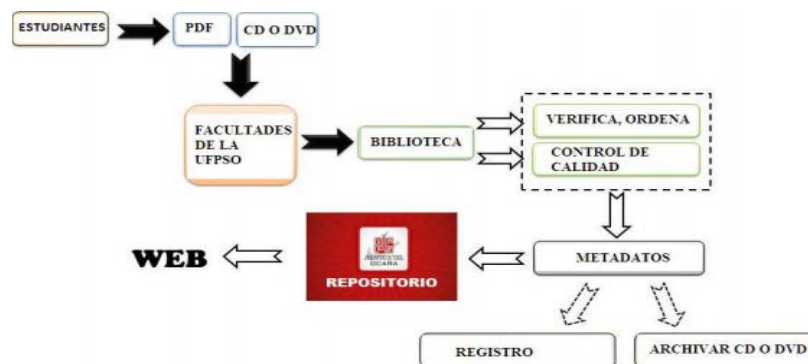 ESTUDIANTES
PDF
CD O DVD
FACULTADES
DE LA
UFPSO
BIBLIOTECA
VERIFICA, ORDENA
CONTROL DE
CALIDAD
WEB
REPOSITORIO
METADATOS
REGISTRO
ARCHIVAR CD O DVD